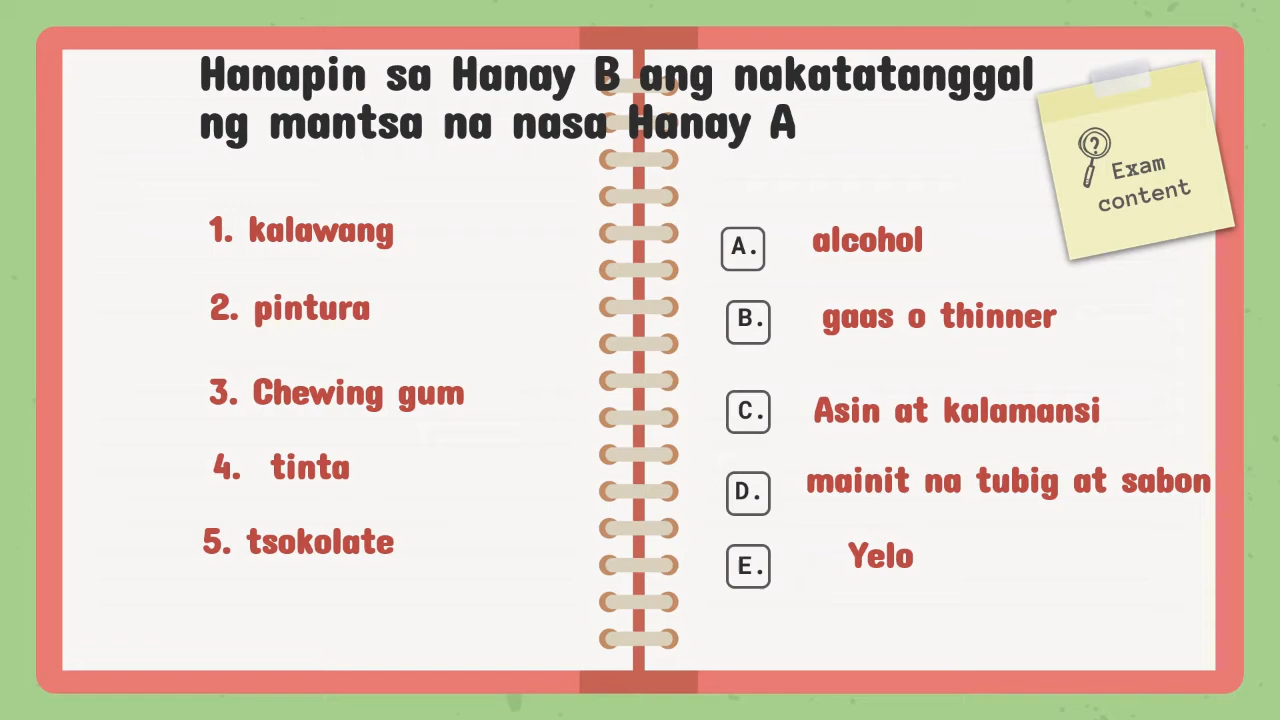 Hanapin sa Hanay B ang nakatatanggal
ng mantsa na nasa Hanay A
?
Exam
content
1. kalawang
2. pintura
3. Chewing gum
4. tinta
5. tsokolate
A. alcohol
B. gaas o thinner
C. Asin at kalamansi
D. mainit na tubig at sabon
E. Yelo